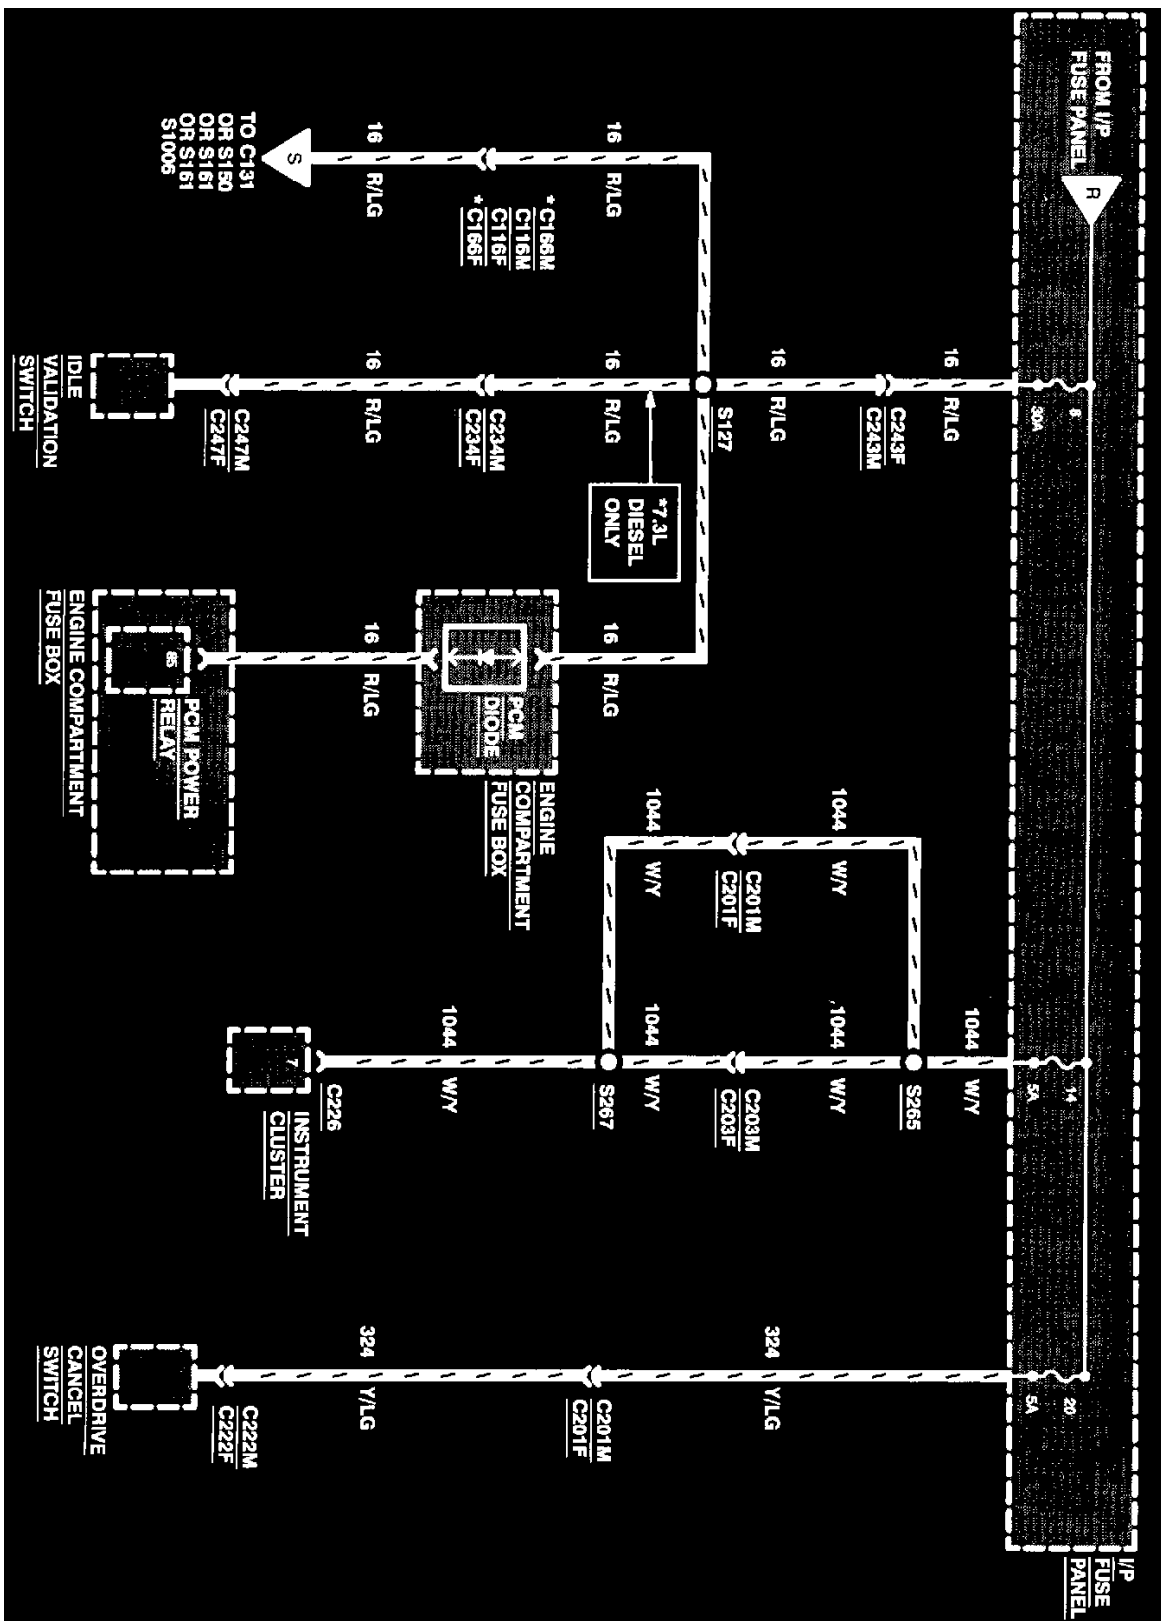 FROM I/P
FUSE PANEL
R
I/P
FUSE
PANEL
30A
14
5A
20
5A
16 R/LG
C243F
C243M
16 R/LG
S127
1044 W/Y
S265
324 Y/LG
16 R/LG
*C166M
C116M
C116F
*C166F
16 R/LG
S
TO C131
OR S150
OR S161
OR S161
S1006
16 R/LG
*7.3L
DIESEL
ONLY
C234M
C234F
16 R/LG
C247M
C247F
IDLE
VALIDATION
SWITCH
16 R/LG
PCM
DIODE
ENGINE
COMPARTMENT
FUSE BOX
16 R/LG
85
PCM POWER
RELAY
ENGINE COMPARTMENT
FUSE BOX
1044 W/Y
C201M
C201F
1044 W/Y
1044 W/Y
C203M
C203F
1044 W/Y
S267
1044 W/Y
C226
7
INSTRUMENT
CLUSTER
C201M
C201F
324 Y/LG
C222M
C222F
OVERDRIVE
CANCEL
SWITCH